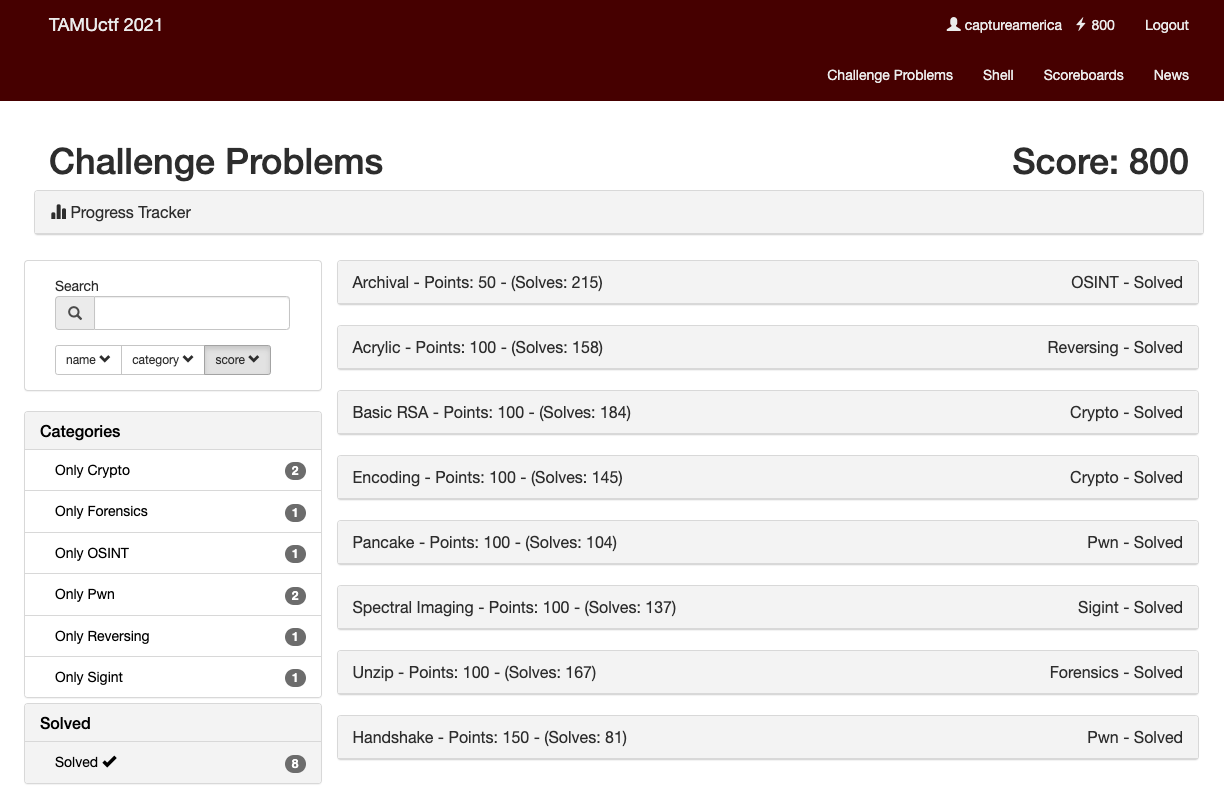 TAMUctf 2021
captureamerica 800 Logout
Challenge Problems Shell Scoreboards News
Challenge Problems
Score: 800
Progress Tracker
Search
name category score
Categories
Only Crypto 2
Only Forensics 1
Only OSINT 1
Only Pwn 2
Only Reversing 1
Only Sigint 1
Solved
Solved 8
Archival - Points: 50 - (Solves: 215) OSINT - Solved
Acrylic - Points: 100 - (Solves: 158) Reversing - Solved
Basic RSA - Points: 100 - (Solves: 184) Crypto - Solved
Encoding - Points: 100 - (Solves: 145) Crypto - Solved
Pancake - Points: 100 - (Solves: 104) Pwn - Solved
Spectral Imaging - Points: 100 - (Solves: 137) Sigint - Solved
Unzip - Points: 100 - (Solves: 167) Forensics - Solved
Handshake - Points: 150 - (Solves: 81) Pwn - Solved